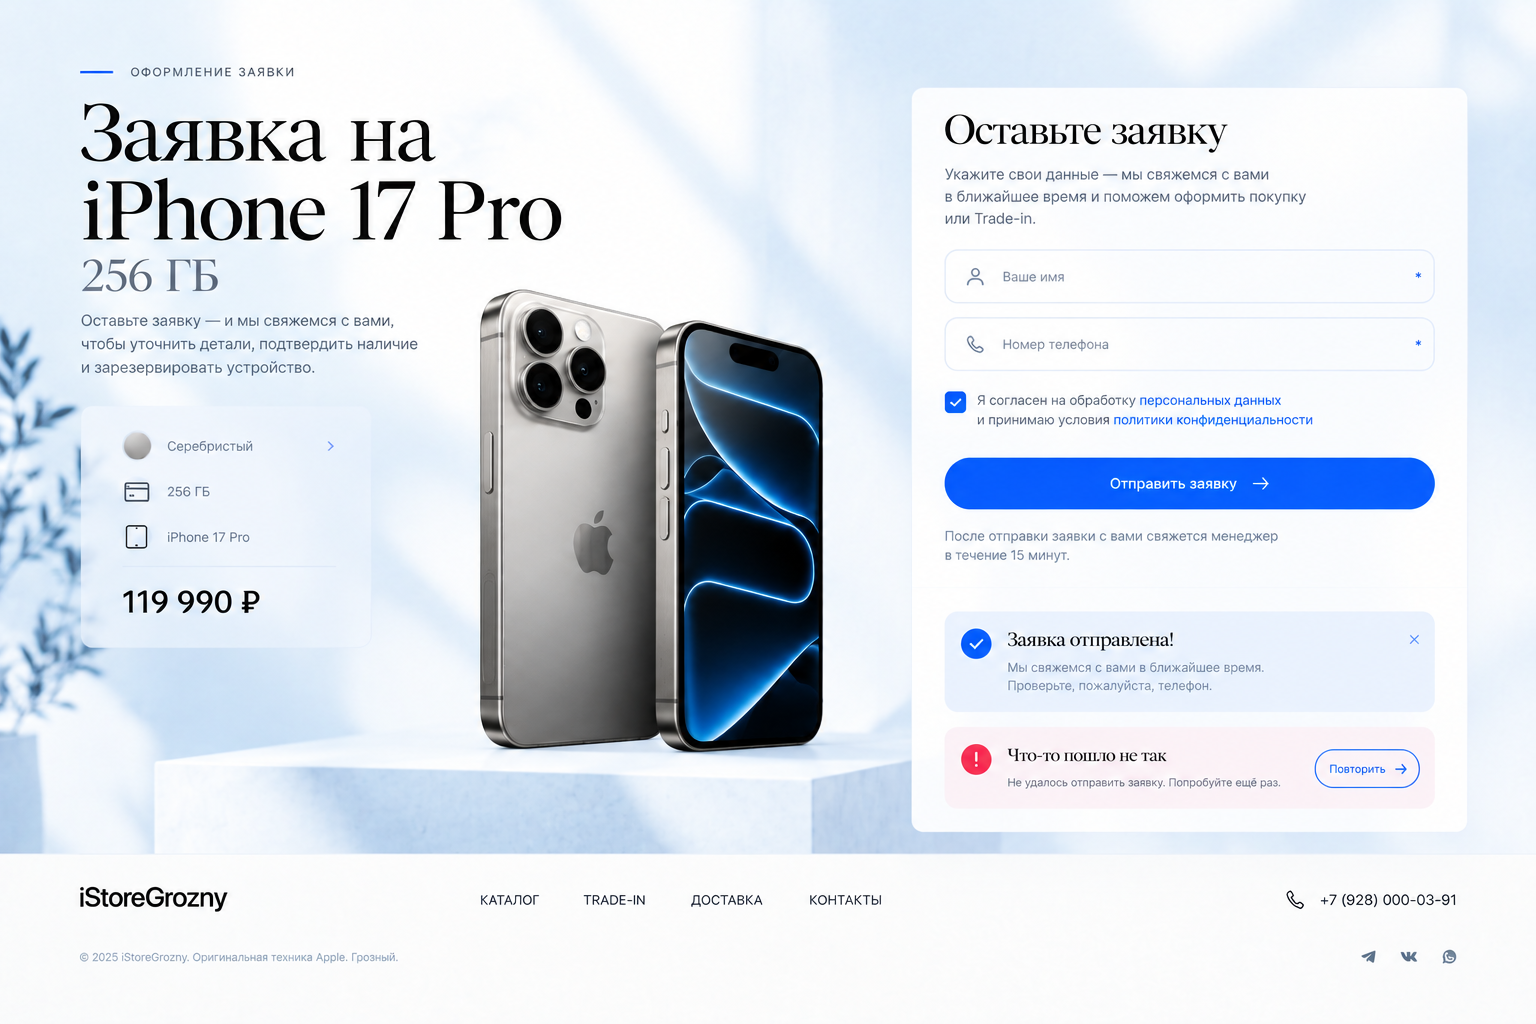 ОФОРМЛЕНИЕ ЗАЯВКИ
Заявка на
iPhone 17 Pro
256 ГБ
Оставьте заявку — и мы свяжемся с вами,
чтобы уточнить детали, подтвердить наличие
и зарезервировать устройство.
Серебристый
256 ГБ
iPhone 17 Pro
119 990 ₽
Оставьте заявку
Укажите свои данные — мы свяжемся с вами
в ближайшее время и поможем оформить покупку
или Trade-in.
Ваше имя *
Номер телефона *
Я согласен на обработку персональных данных
и принимаю условия политики конфиденциальности
Отправить заявку →
После отправки заявки с вами свяжется менеджер
в течение 15 минут.
Заявка отправлена!
Мы свяжемся с вами в ближайшее время.
Проверьте, пожалуйста, телефон.
Что-то пошло не так
Не удалось отправить заявку. Попробуйте ещё раз.
Повторить →
iStoreGrozny
КАТАЛОГ TRADE-IN ДОСТАВКА КОНТАКТЫ
+7 (928) 000-03-91
© 2025 iStoreGrozny. Оригинальная техника Apple. Грозный.